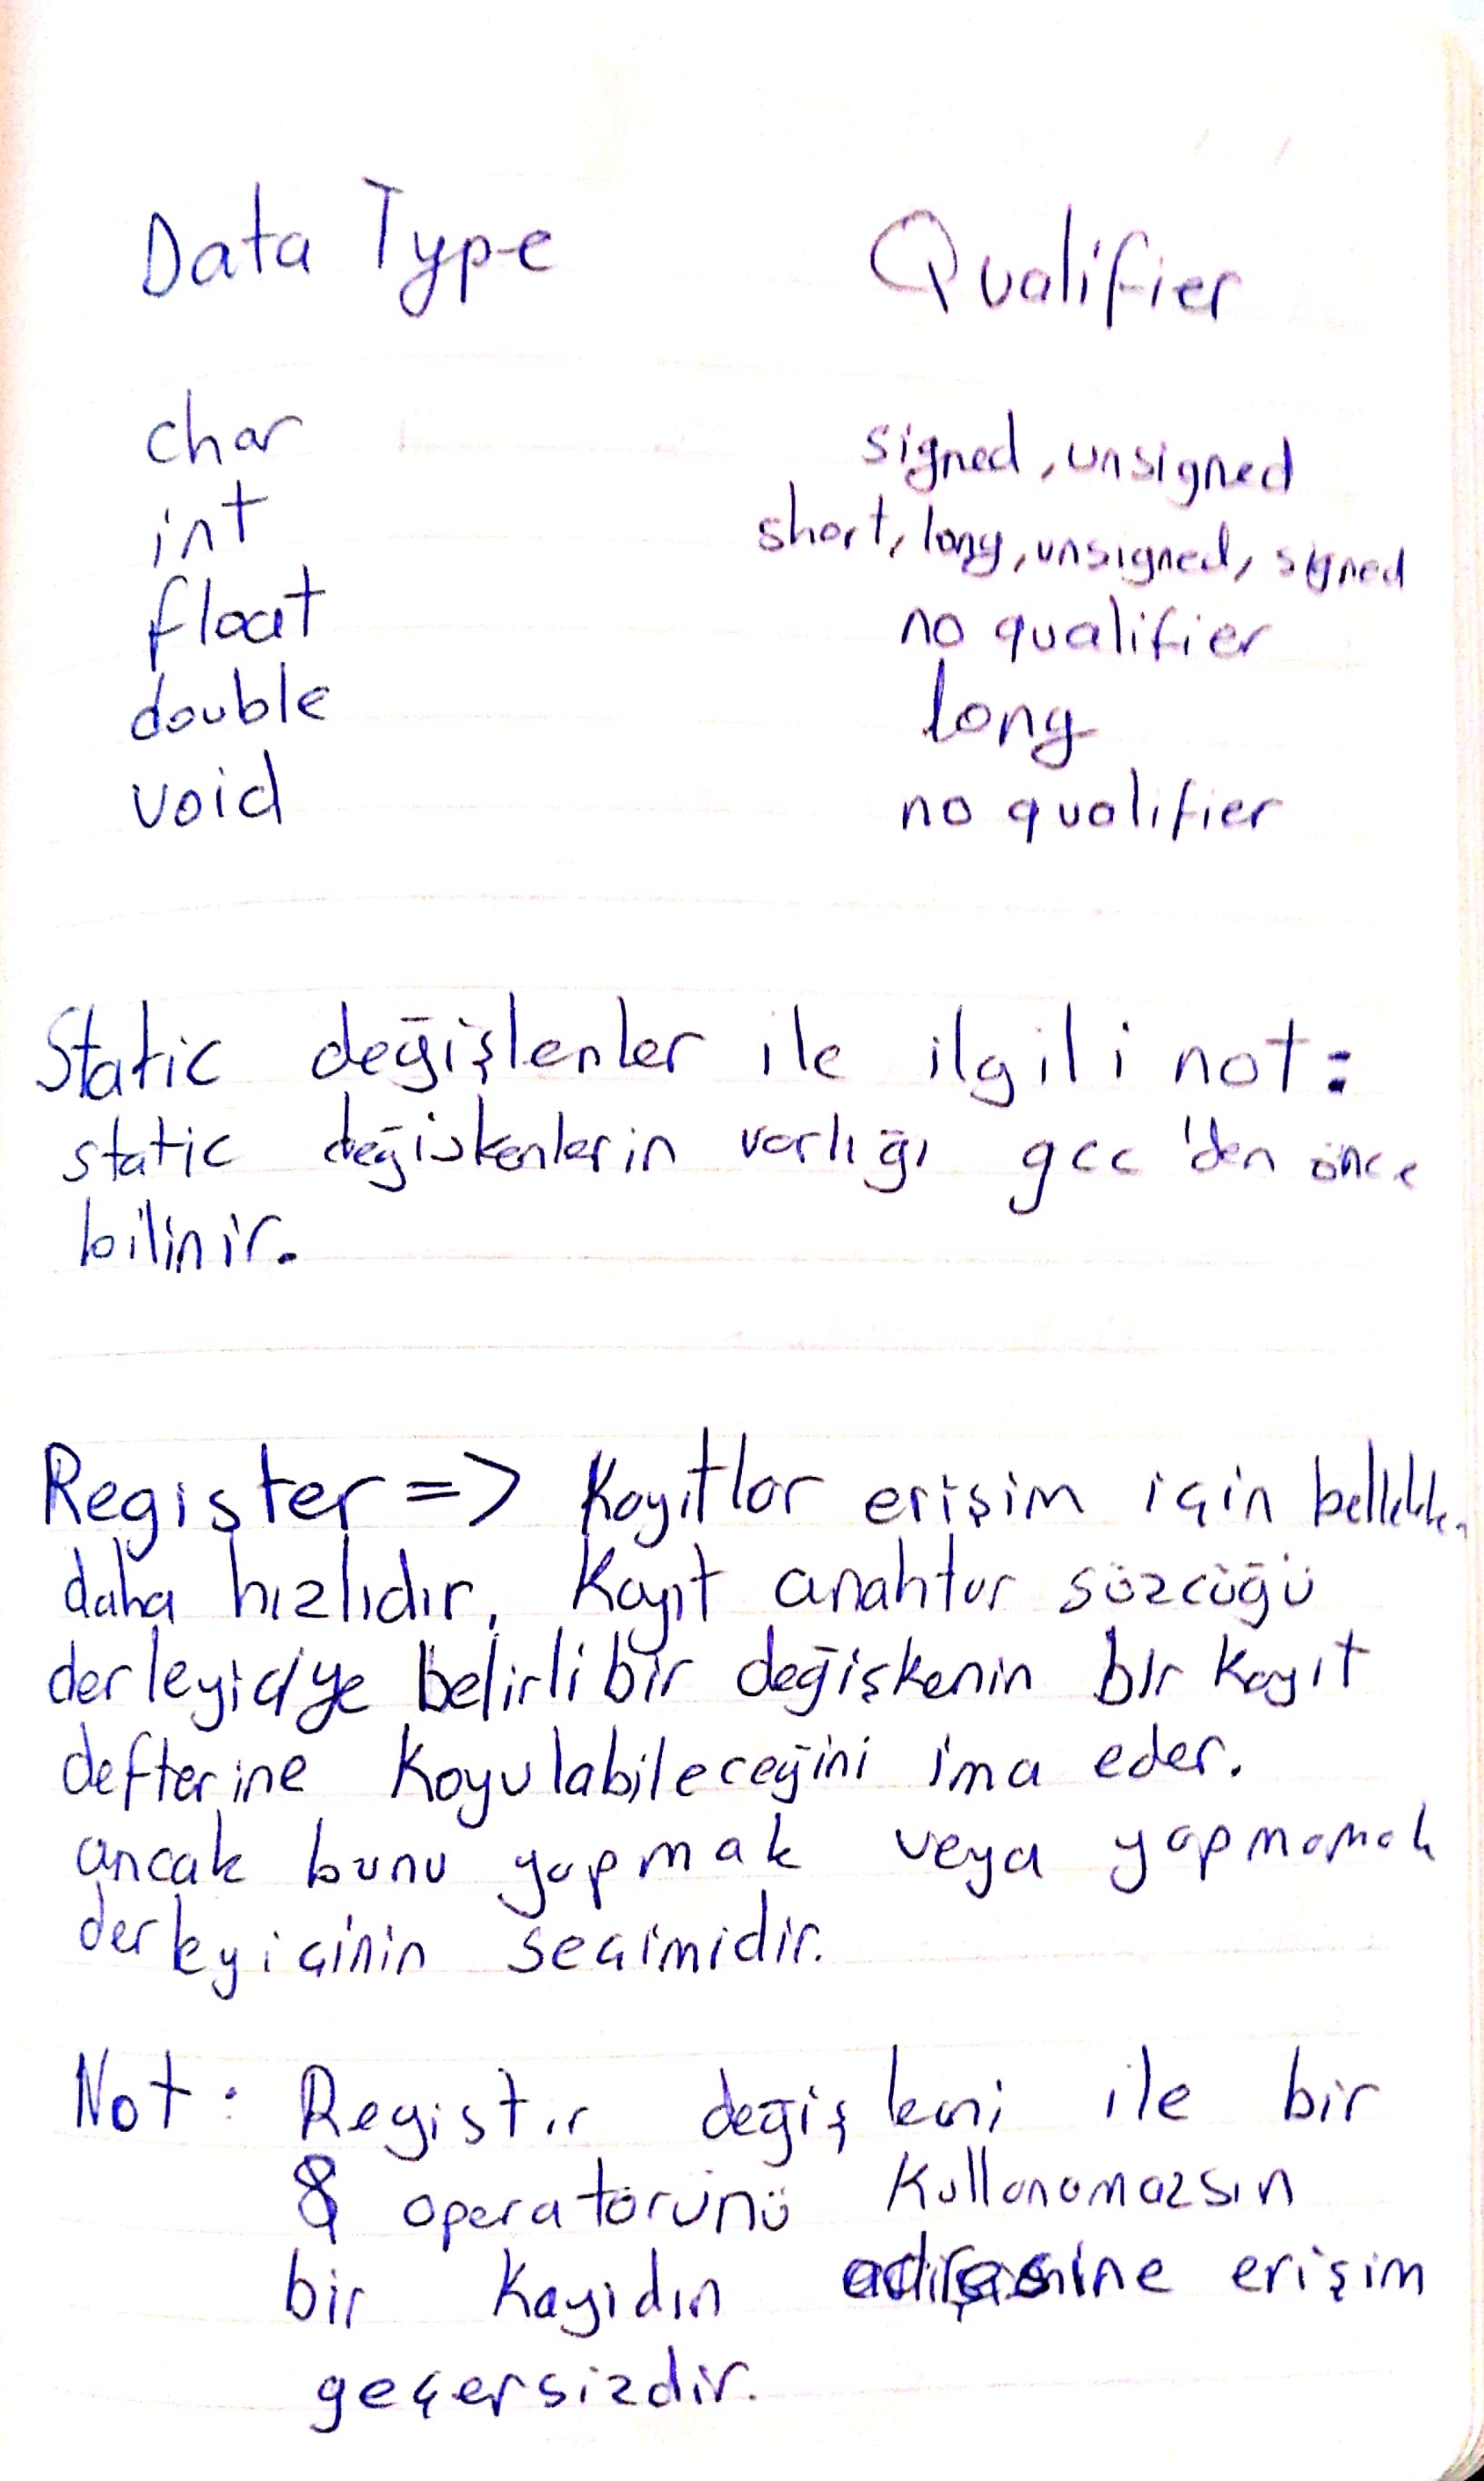 Data Type Qualifier
char signed, unsigned
int short, long, unsigned, signed
float no qualifier
double long
void no qualifier
Static değişkenler ile ilgili not:
static değişkenlerin varlığı gcc'den önce
bilinir.
Register => Kayıtlar erişim için bellekten
daha hızlıdır, Kayıt anahtar sözcüğü
derleyiciye belirli bir değişkenin bir kayıt
defterine koyulabileceğini ima eder.
ancak bunu yapmak veya yapmamak
derleyicinin seçimidir.
Not: Register değişkeni ile bir
& operatörünü kullanamazsın
bir kayidın adresine erişim
geçersizdir.